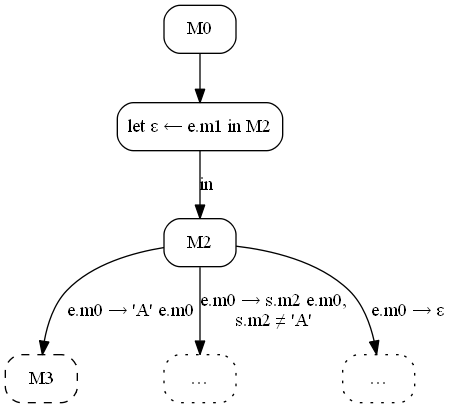 M0
let ε ← e.m1 in M2
in
M2
e.m0 → 'A' e.m0
e.m0 → s.m2 e.m0,
s.m2 ≠ 'A'
e.m0 → ε
M3
...
...